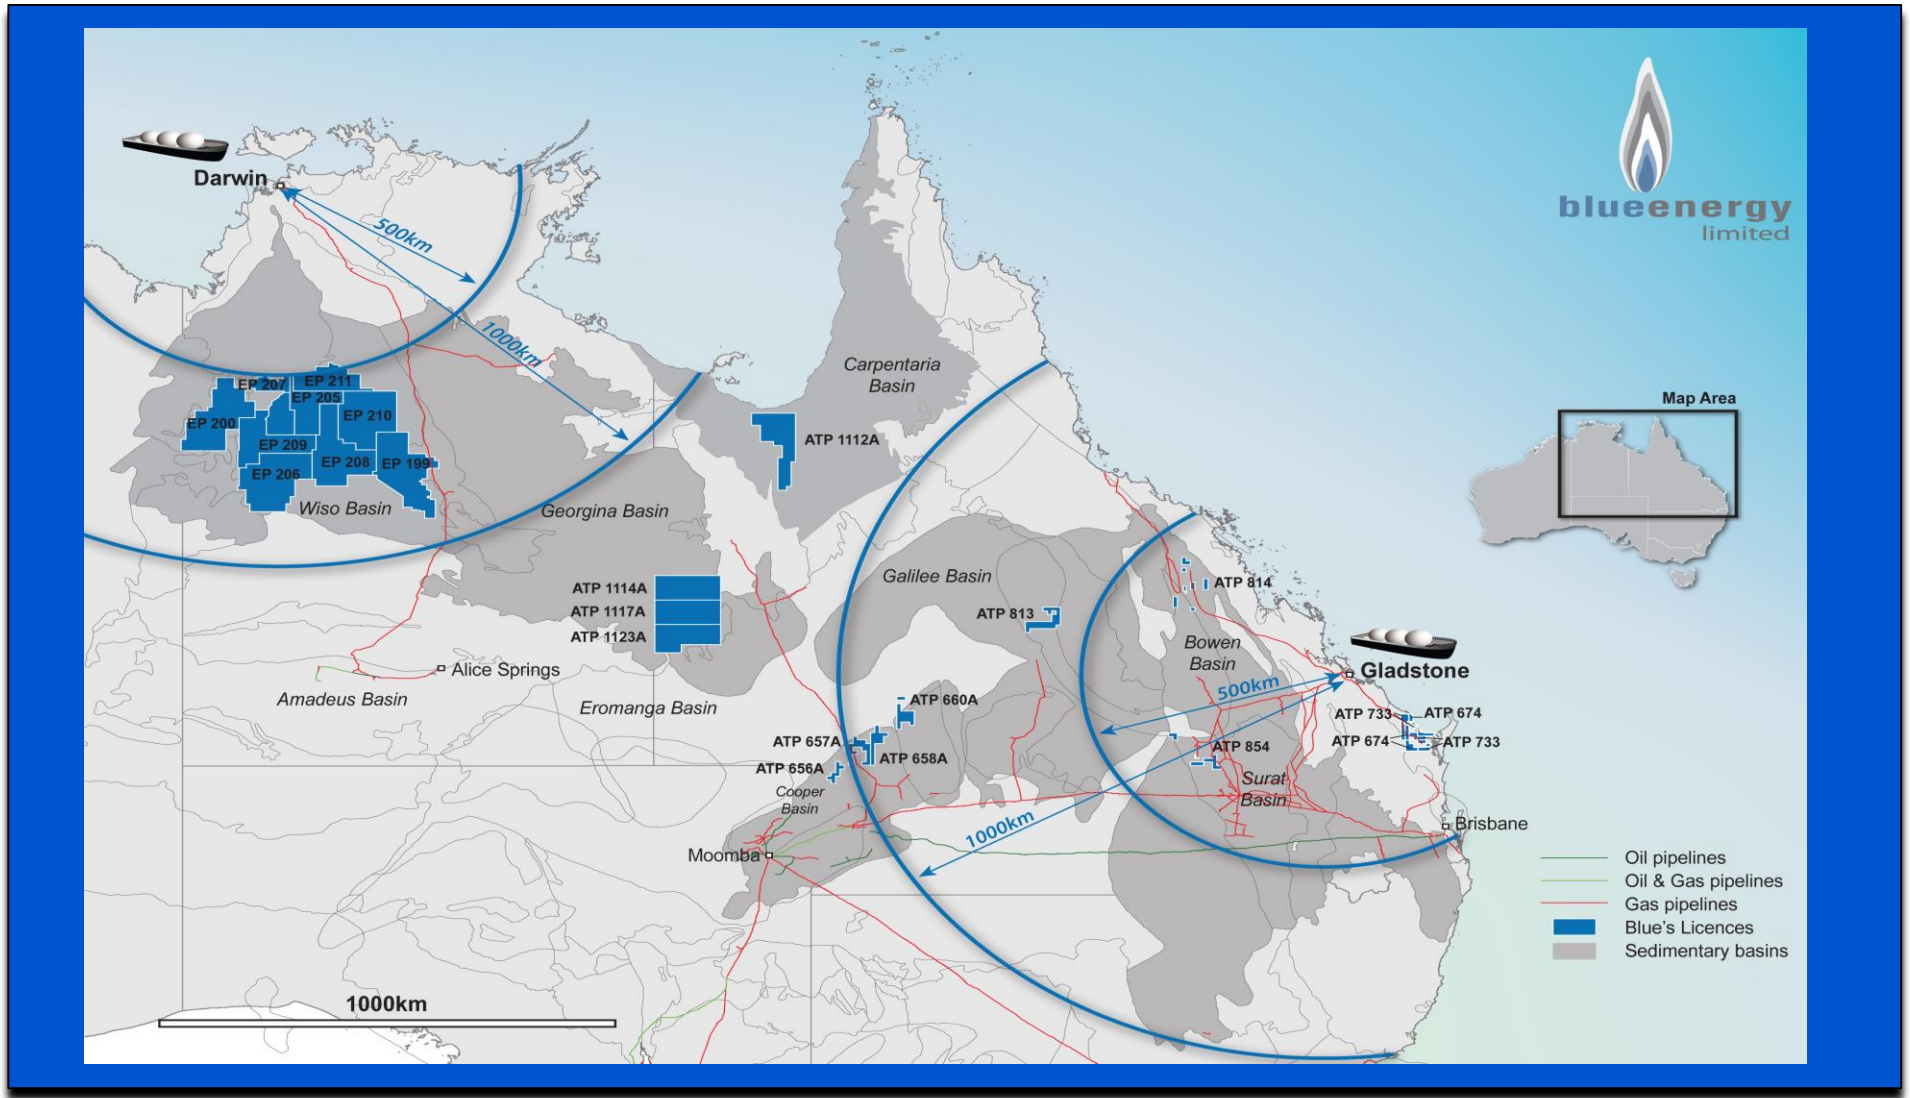 blueenergy
limited
Darwin
500km
1000km
Carpentaria
Basin
Map Area
EP 207
EP 211
EP 205
EP 200
EP 210
EP 209
EP 208
EP 199
EP 206
Wiso Basin
ATP 1112A
Georgina Basin
ATP 1114A
ATP 1117A
ATP 1123A
Galilee Basin
ATP 813
ATP 814
Bowen
Basin
Gladstone
500km
Alice Springs
Amadeus Basin
Eromanga Basin
ATP 660A
ATP 733
ATP 674
ATP 674
ATP 733
ATP 657A
ATP 658A
ATP 656A
ATP 854
Cooper
Basin
Surat
Basin
1000km
Brisbane
Moomba
Oil pipelines
Oil & Gas pipelines
Gas pipelines
Blue's Licences
Sedimentary basins
1000km